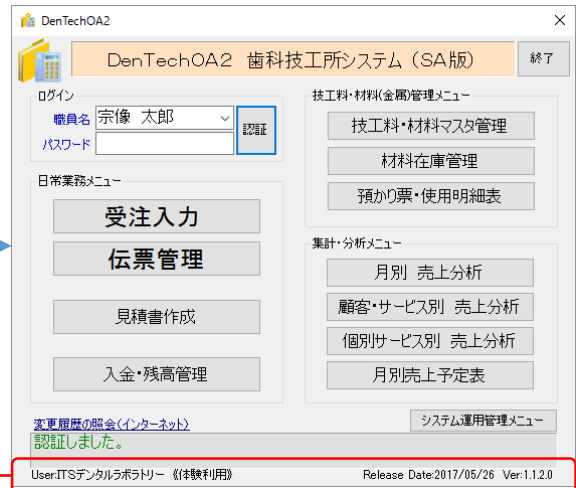 DenTechOA2
DenTechOA2 歯科技工所システム (SA版)
終了
ログイン
職員名 宗像 太郎
パスワード
認証
日常業務メニュー
受注入力
伝票管理
見積書作成
入金・残高管理
技工料・材料(金属)管理メニュー
技工料・材料マスタ管理
材料在庫管理
預かり票・使用明細表
集計・分析メニュー
月別 売上分析
顧客・サービス別 売上分析
個別サービス別 売上分析
月別売上予定表
システム運用管理メニュー
変更履歴の照会(インターネット)
認証しました。
User:ITSデンタルラボラトリー 《体験利用》
Release Date:2017/05/26 Ver:1.1.2.0